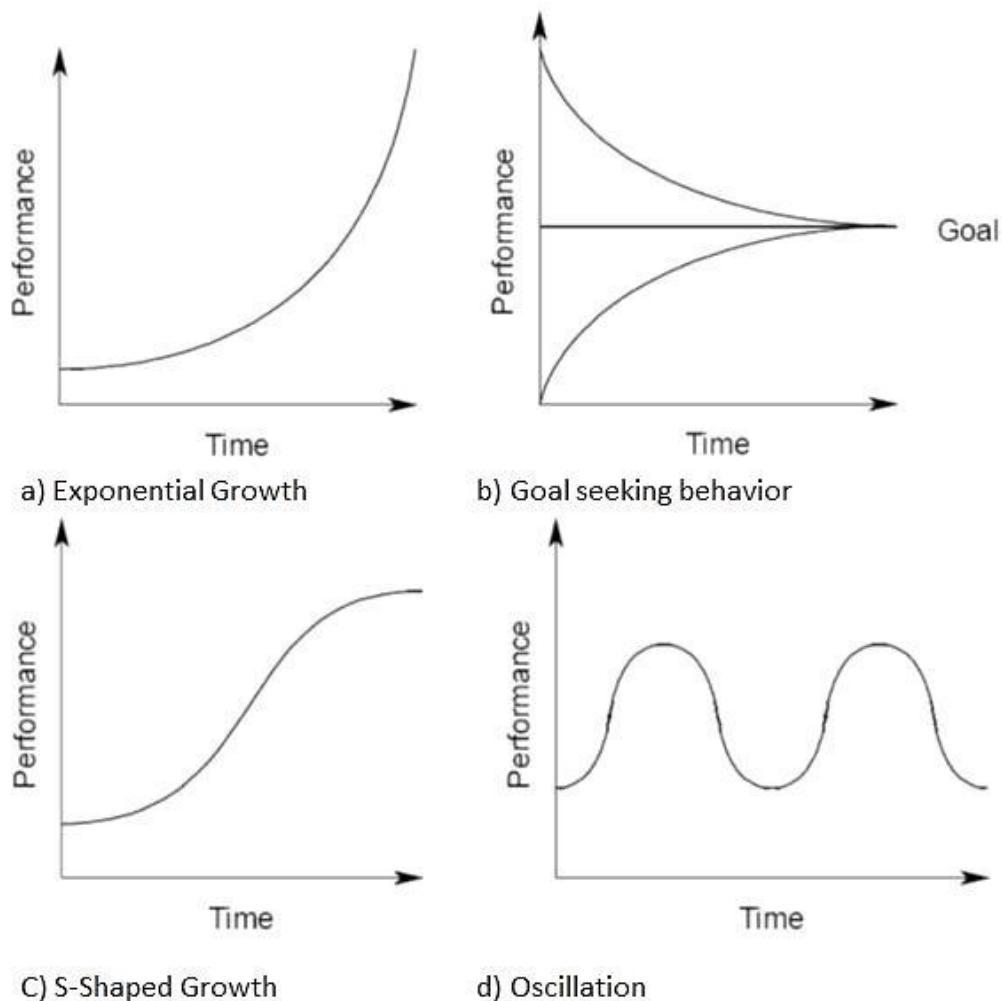 Performance
Time
a) Exponential Growth
Performance
Goal
Time
b) Goal seeking behavior
Performance
Time
C) S-Shaped Growth
Performance
Time
d) Oscillation